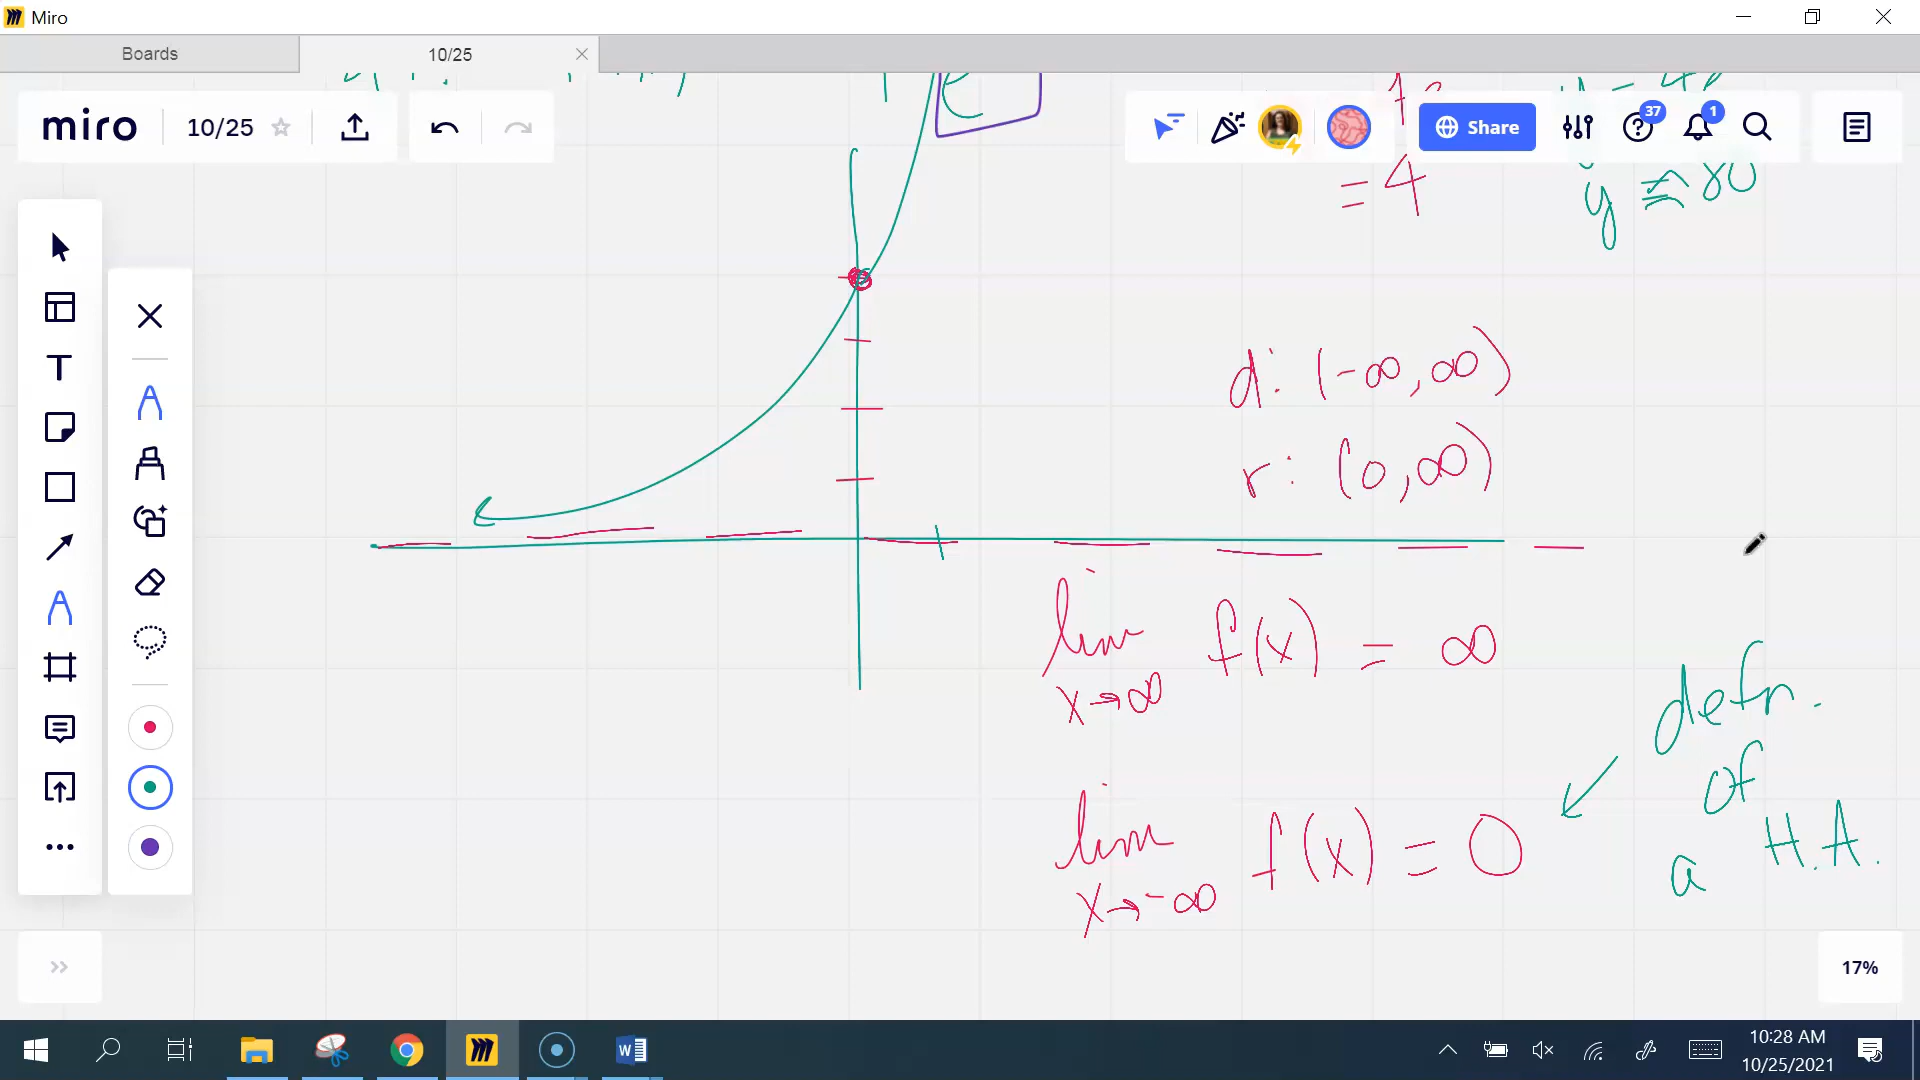 Miro
Boards
10/25
miro
10/25
Share
37
1
= 4
y ≈ 80
d: (-∞, ∞)
r: (0, ∞)
lim f(x) = ∞
x→∞
defn.
of
a H.A.
lim f(x) = 0
x→-∞
17%
10:28 AM
10/25/2021